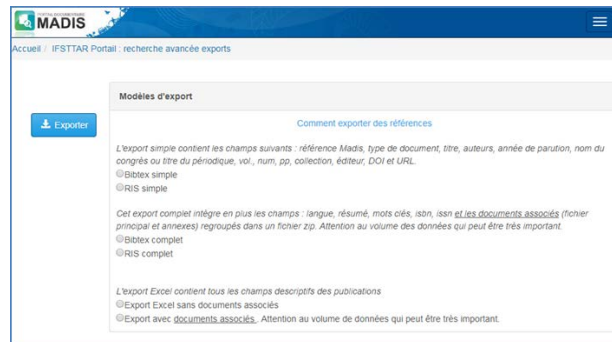 MADIS
Accueil / IFSTTAR Portail : recherche avancée exports
Modèles d'export
Exporter
Comment exporter des références
L'export simple contient les champs suivants : référence Madis, type de document, titre, auteurs, année de parution, nom du
congrès ou titre du périodique, vol., num, pp, collection, éditeur, DOI et URL.
Bibtex simple
RIS simple
Cet export complet intègre en plus les champs : langue, résumé, mots clés, isbn, issn et les documents associés (fichier
principal et annexes) regroupés dans un fichier zip. Attention au volume des données qui peut être très important.
Bibtex complet
RIS complet
L'export Excel contient tous les champs descriptifs des publications
Export Excel sans documents associés
Export avec documents associés . Attention au volume de données qui peut être très important.